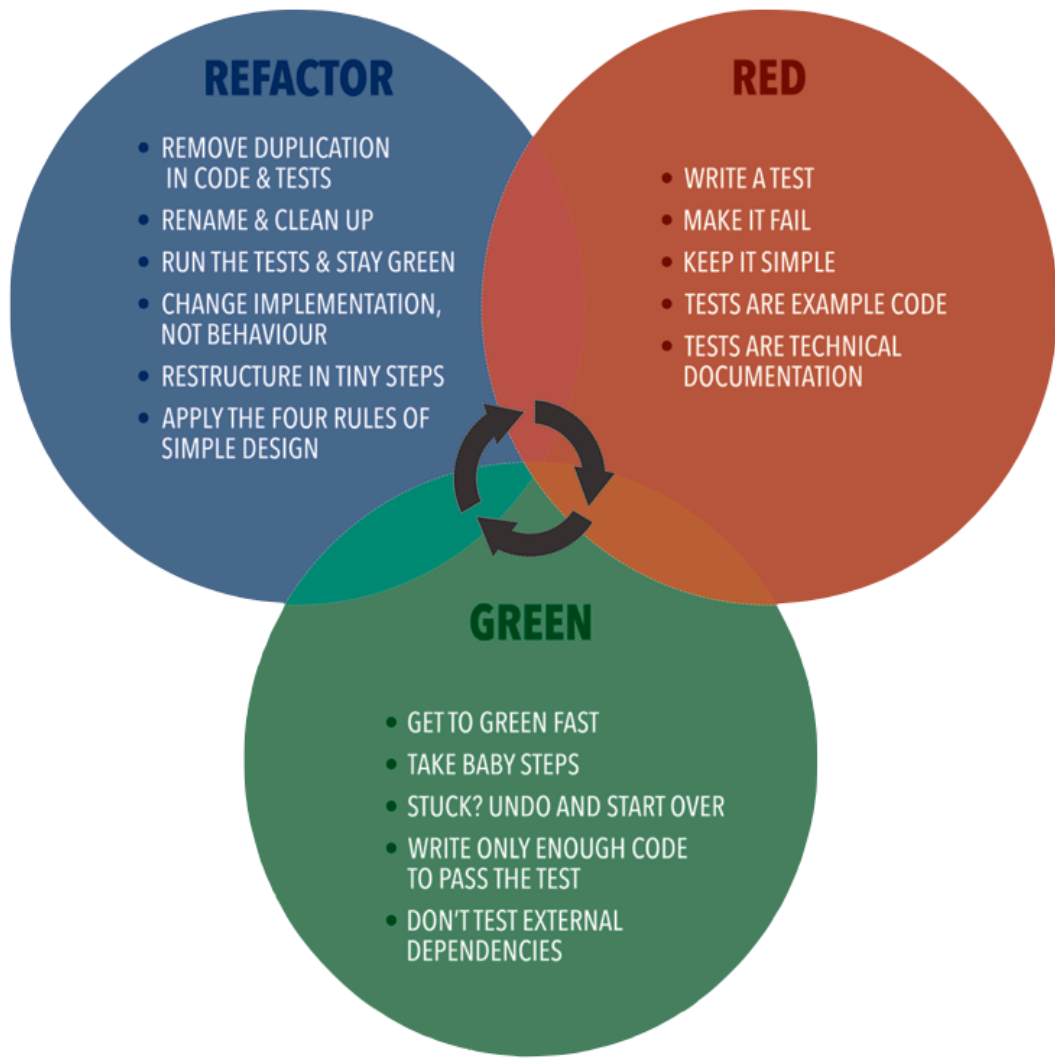 REFACTOR
• REMOVE DUPLICATION
IN CODE & TESTS
• RENAME & CLEAN UP
• RUN THE TESTS & STAY GREEN
• CHANGE IMPLEMENTATION,
NOT BEHAVIOUR
• RESTRUCTURE IN TINY STEPS
• APPLY THE FOUR RULES OF
SIMPLE DESIGN
RED
• WRITE A TEST
• MAKE IT FAIL
• KEEP IT SIMPLE
• TESTS ARE EXAMPLE CODE
• TESTS ARE TECHNICAL
DOCUMENTATION
GREEN
• GET TO GREEN FAST
• TAKE BABY STEPS
• STUCK? UNDO AND START OVER
• WRITE ONLY ENOUGH CODE
TO PASS THE TEST
• DON'T TEST EXTERNAL
DEPENDENCIES